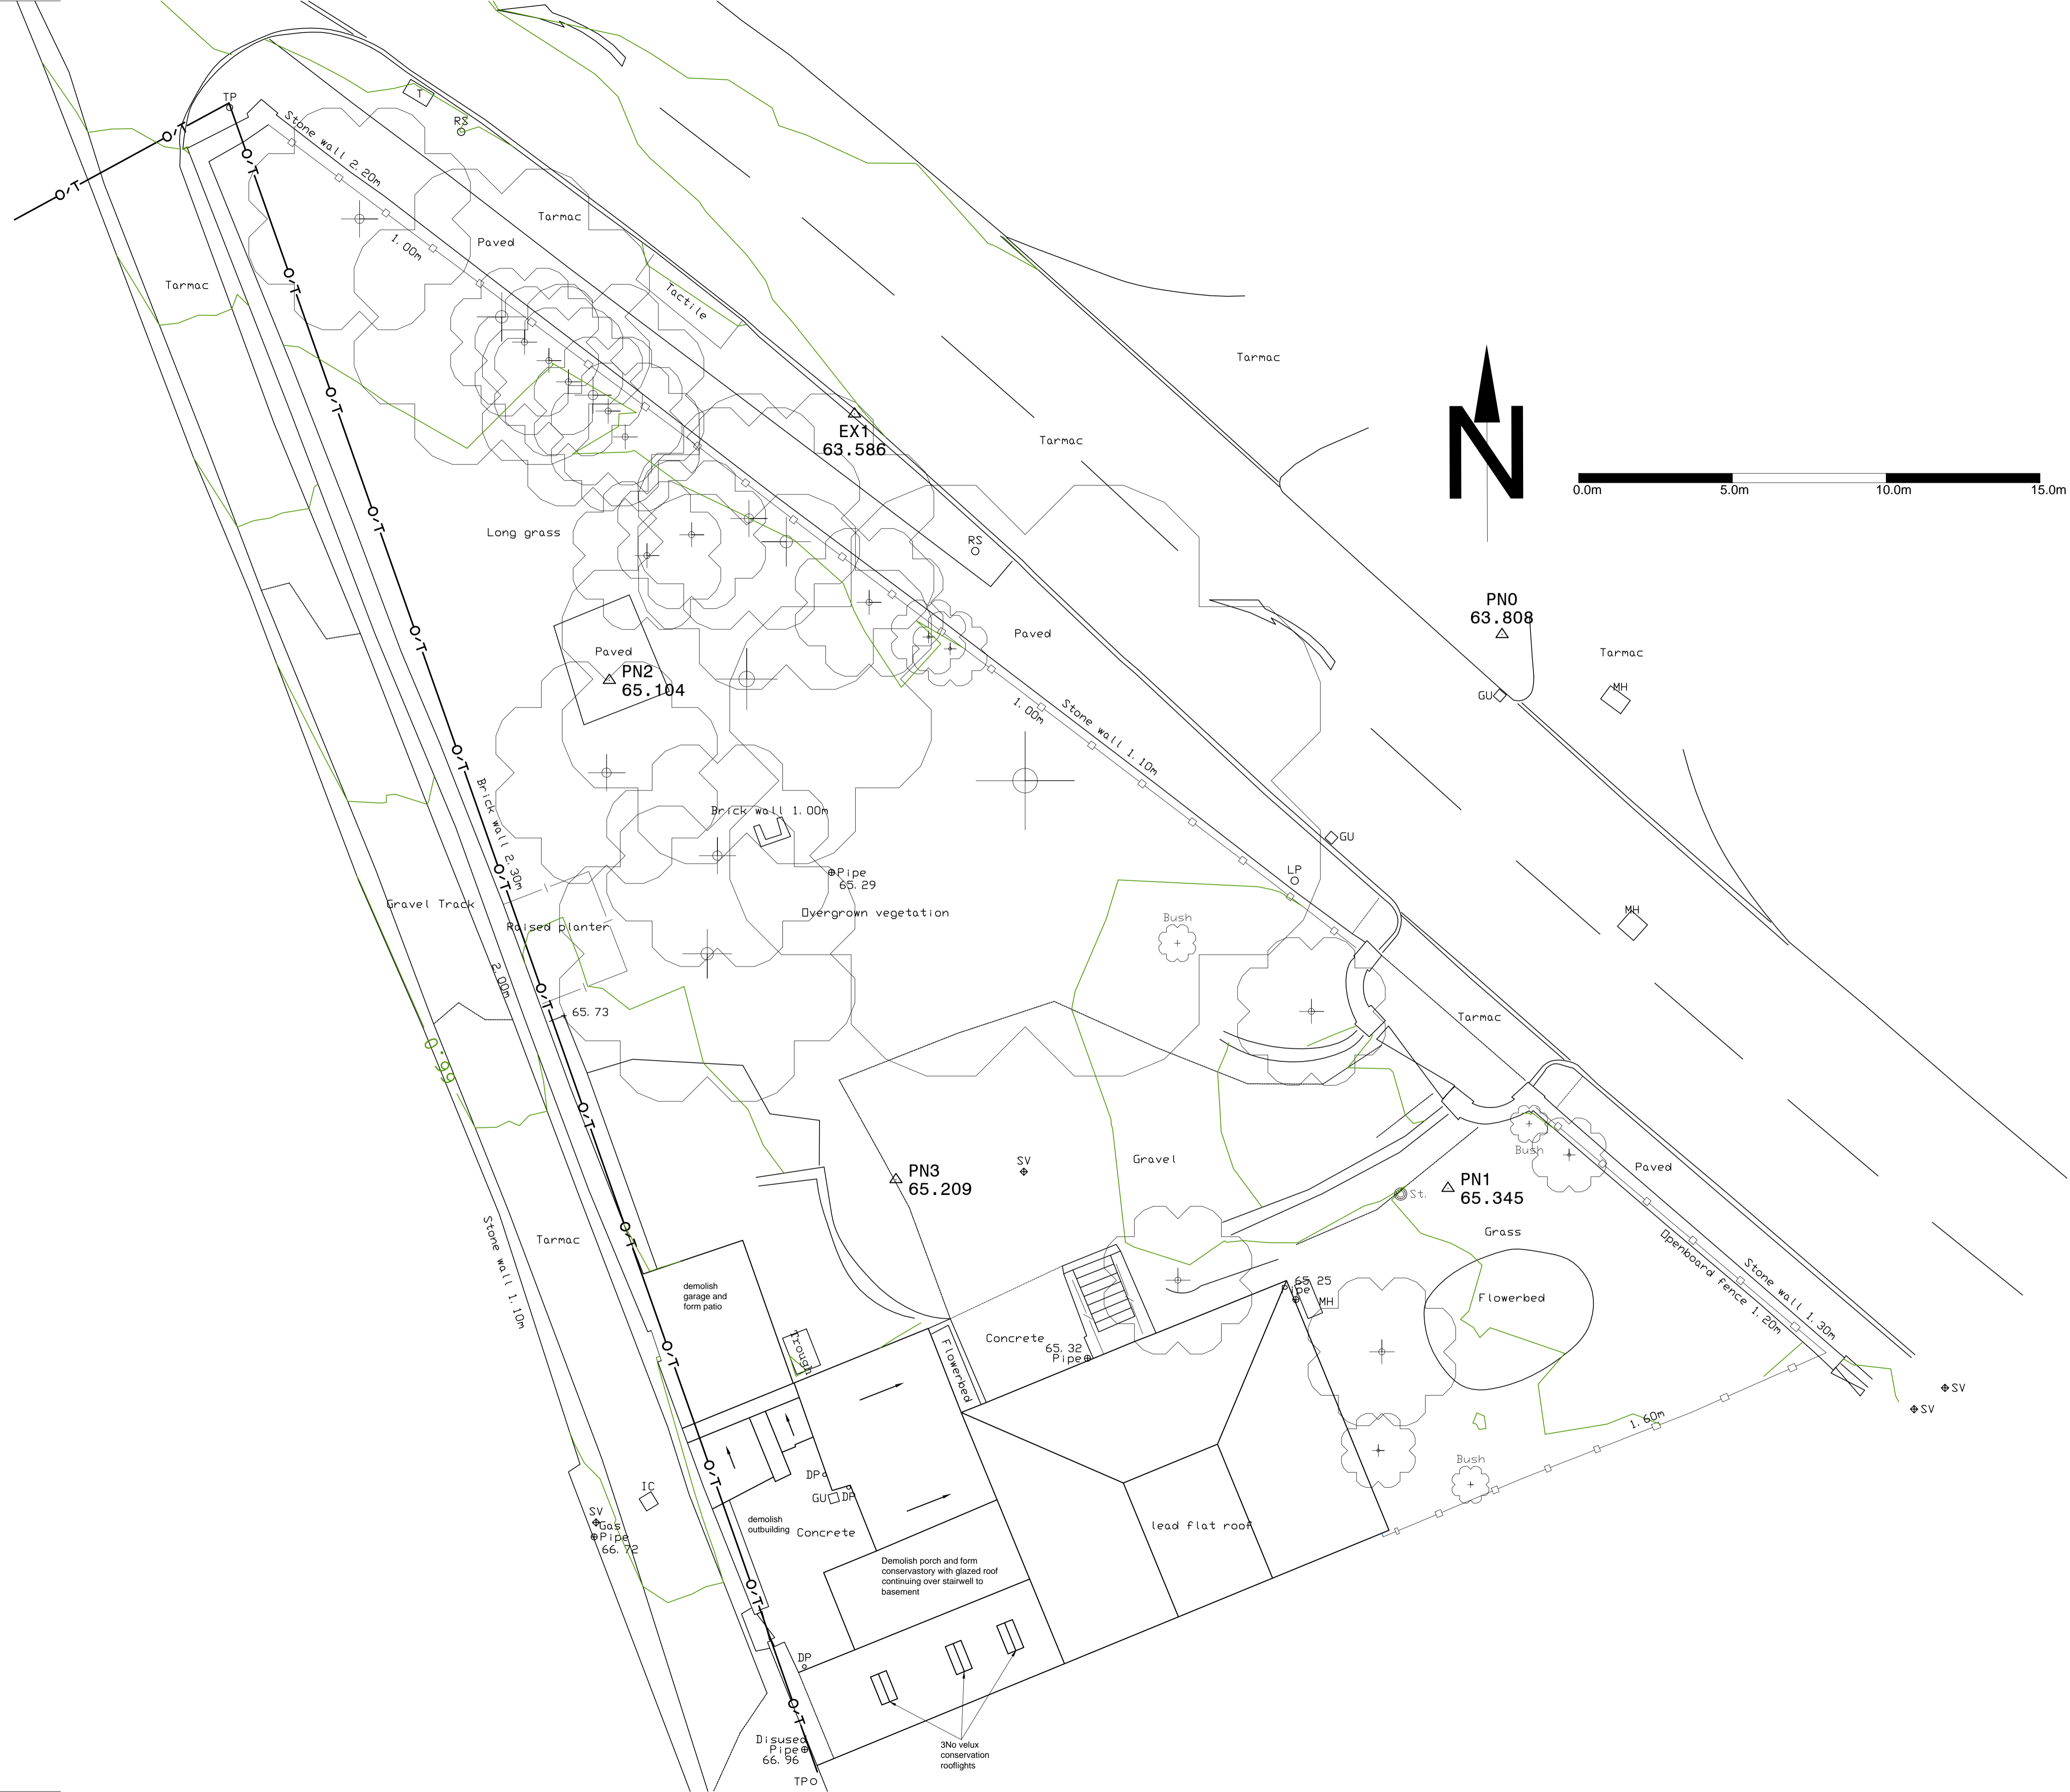 TP
T
RS
Stone wall 2.20m
O-T
O-T
O-T
Tarmac
Paved
1.00m
Tarmac
O-T
Tactile
Tarmac
N
O-T
EX1
63.586
Tarmac
0.0m
5.0m
10.0m
15.0m
O-T
Long grass
RS
PN0
63.808
O-T
Paved
Paved
Tarmac
PN2
65.104
MH
GU
1.00m
Stone wall 1.10m
O-T
Brick wall 2.30m
Brick wall 1.00m
GU
LP
O-T
Pipe
65.29
Gravel Track
Overgrown vegetation
Bush
MH
Raised planter
2.00m
O-T
65.73
Tarmac
66.0
O-T
Bush
Gravel
SV
PN3
65.209
PN1
65.345
St.
Paved
O-T
Stone wall 1.10m
Tarmac
Grass
Openboard fence 1.20m
Stone wall 1.30m
demolish
garage and
form patio
65.25
Pipe
MH
Flowerbed
O-T
Trough
Flowerbed
Concrete
65.32
Pipe
SV
SV
1.60m
O-T
DP
Bush
IC
GU
DP
SV
Gas
Pipe
66.72
demolish
outbuilding
Concrete
lead flat roof
Demolish porch and form
conservastory with glazed roof
continuing over stairwell to
basement
O-T
DP
O-T
Disused
Pipe
66.96
3No velux
conservation
rooflights
TP